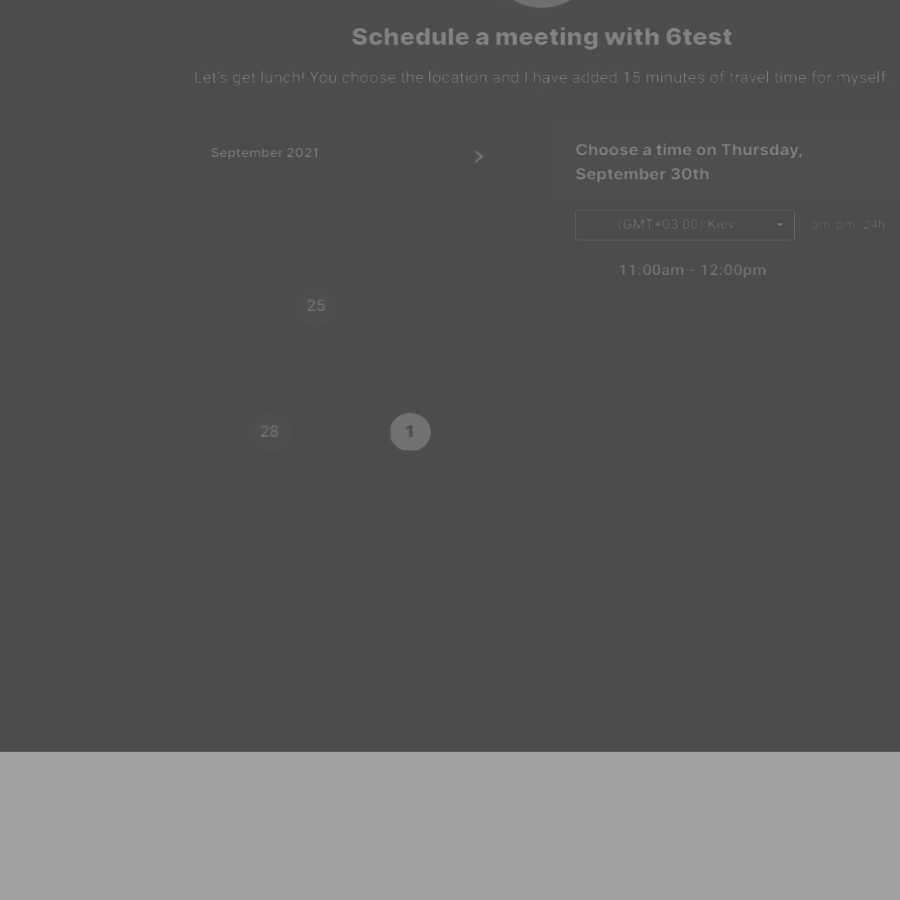 Schedule a meeting with 6test
Let's get lunch! You choose the location and I have added 15 minutes of travel time for myself.
September 2021
25
28
1
Choose a time on Thursday,
September 30th
(GMT+03:00) Kiev
am/pm 24h
11:00am - 12:00pm